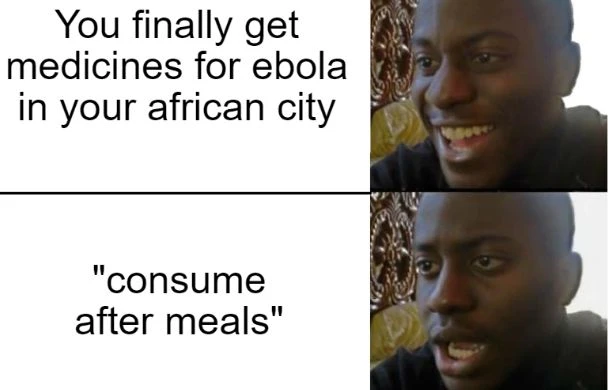 You finally get
medicines for ebola
in your african city
"consume
after meals"